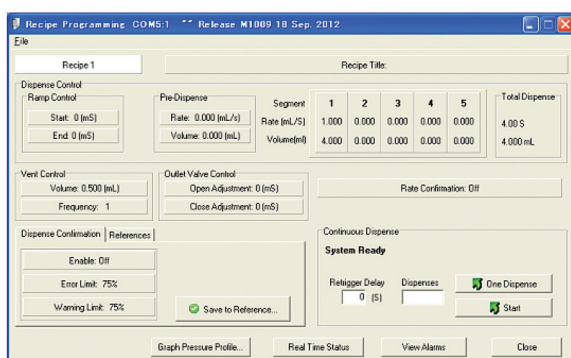 Recipe Programming COM5:1 ^^ Release M1009 18 Sep. 2012
File
Recipe 1
Recipe Title:
Dispense Control
Ramp Control
Start: 0 (mS)
End: 0 (mS)
Pre-Dispense
Rate: 0.000 (mL/s)
Volume: 0.000 (mL)
Segment 1 2 3 4 5
Rate (mL/S) 1.000 0.000 0.000 0.000 0.000
Volume(ml) 4.000 0.000 0.000 0.000 0.000
Total Dispense
4.00 S
4.000 mL
Vent Control
Volume: 0.500 (mL)
Frequency: 1
Outlet Valve Control
Open Adjustment: 0 (mS)
Close Adjustment: 0 (mS)
Rate Confirmation: Off
Dispense Confirmation References
Enable: Off
Error Limit: 75%
Warning Limit: 75%
Save to Reference...
Continuous Dispense
System Ready
Retrigger Delay Dispenses
0 (S)
One Dispense
Start
Graph Pressure Profile... Real Time Status View Alarms Close